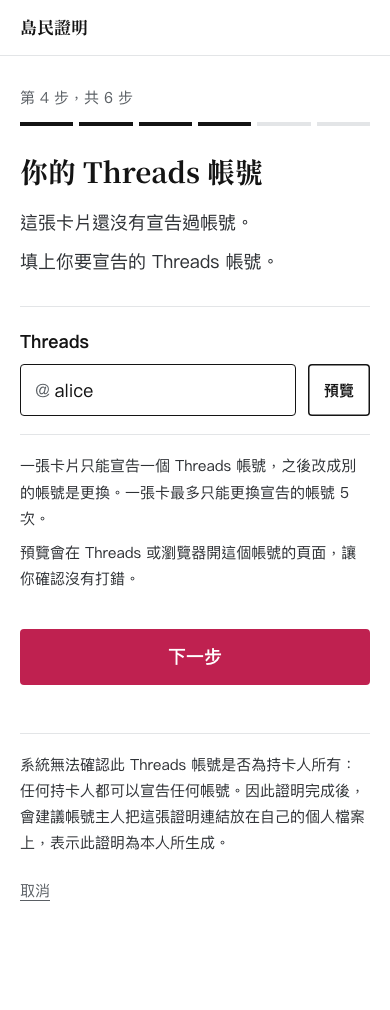 島民證明
第 4 步，共 6 步
你的 Threads 帳號
這張卡片還沒有宣告過帳號。
填上你要宣告的 Threads 帳號。
Threads
@ alice
預覽
一張卡片只能宣告一個 Threads 帳號，之後改成別
的帳號是更換。一張卡最多只能更換宣告的帳號 5
次。
預覽會在 Threads 或瀏覽器開這個帳號的頁面，讓
你確認沒有打錯。
下一步
系統無法確認此 Threads 帳號是否為持卡人所有：
任何持卡人都可以宣告任何帳號。因此證明完成後，
會建議帳號主人把這張證明連結放在自己的個人檔案
上，表示此證明為本人所生成。
取消